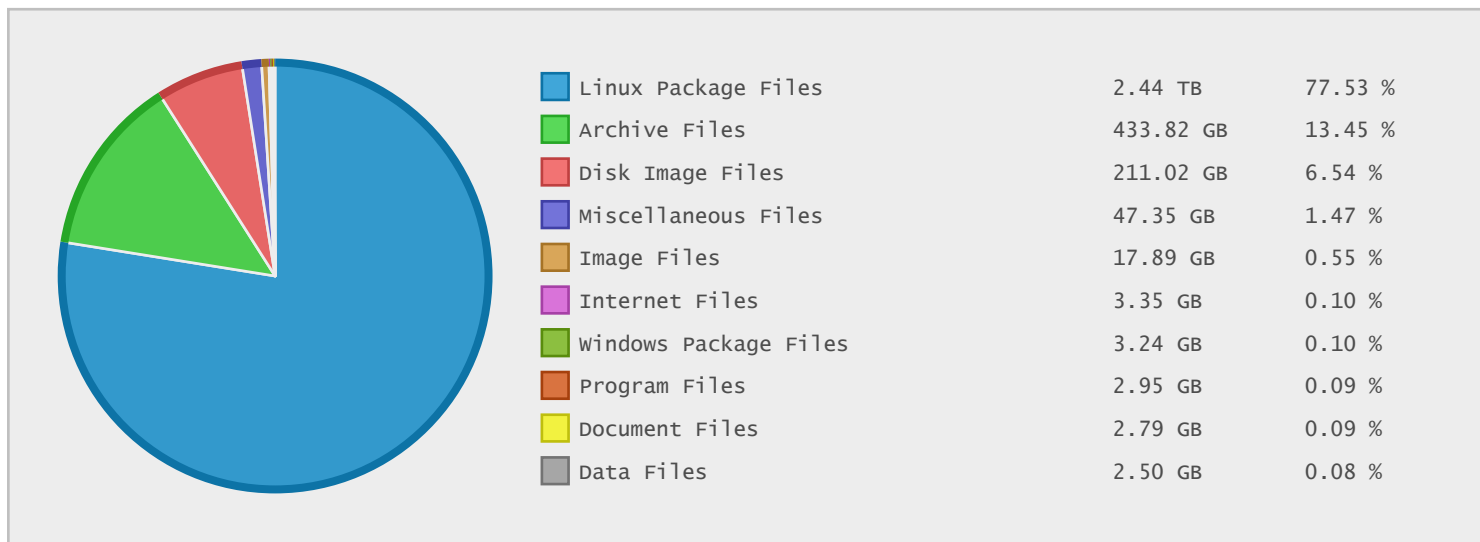 Linux Package Files 2.44 TB 77.53 %
Archive Files 433.82 GB 13.45 %
Disk Image Files 211.02 GB 6.54 %
Miscellaneous Files 47.35 GB 1.47 %
Image Files 17.89 GB 0.55 %
Internet Files 3.35 GB 0.10 %
Windows Package Files 3.24 GB 0.10 %
Program Files 2.95 GB 0.09 %
Document Files 2.79 GB 0.09 %
Data Files 2.50 GB 0.08 %